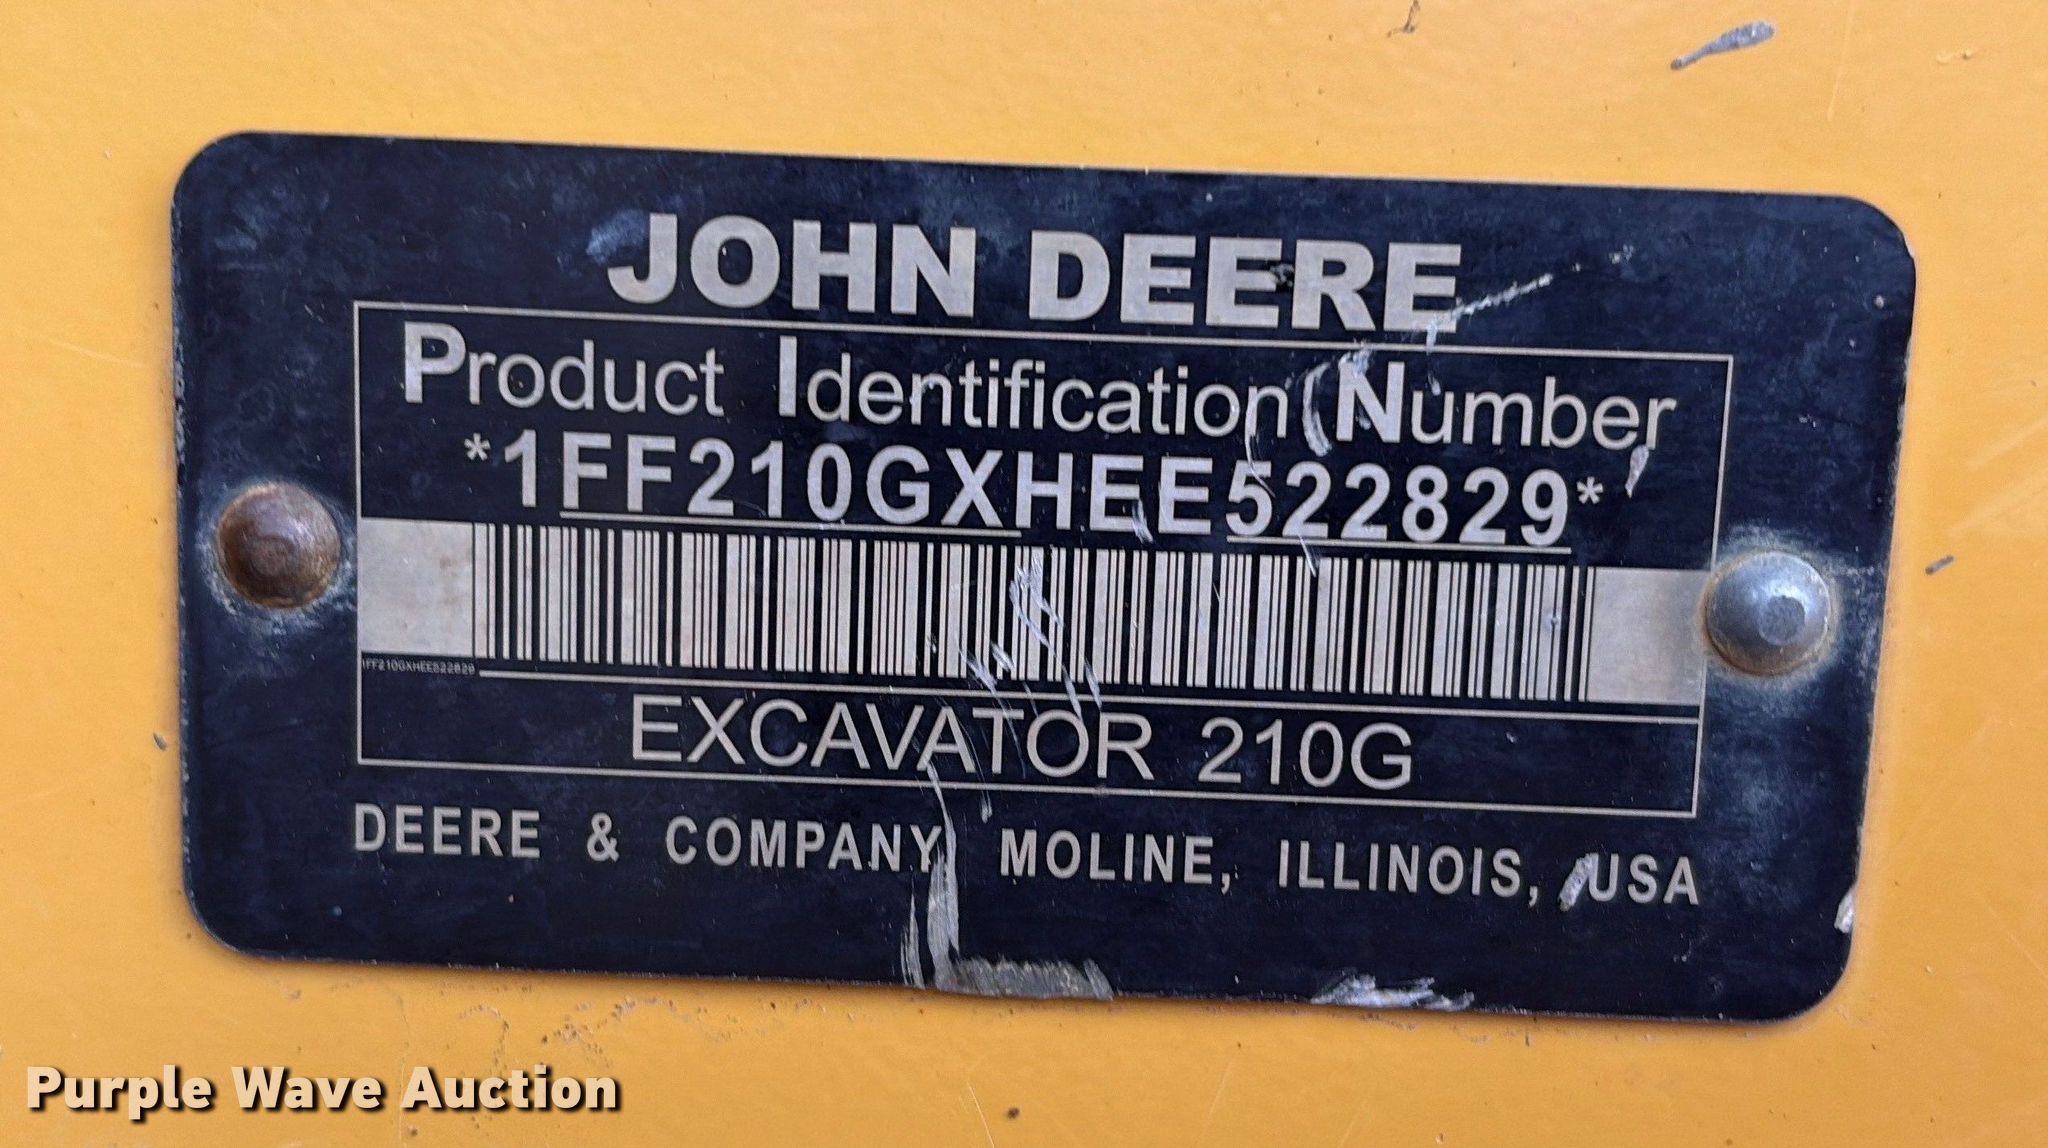 JOHN DEERE
Product Identification Number
*1FF210GXHEE522829*
1FF210GXHEE522829
EXCAVATOR 210G
DEERE & COMPANY MOLINE, ILLINOIS, USA
Purple Wave Auction